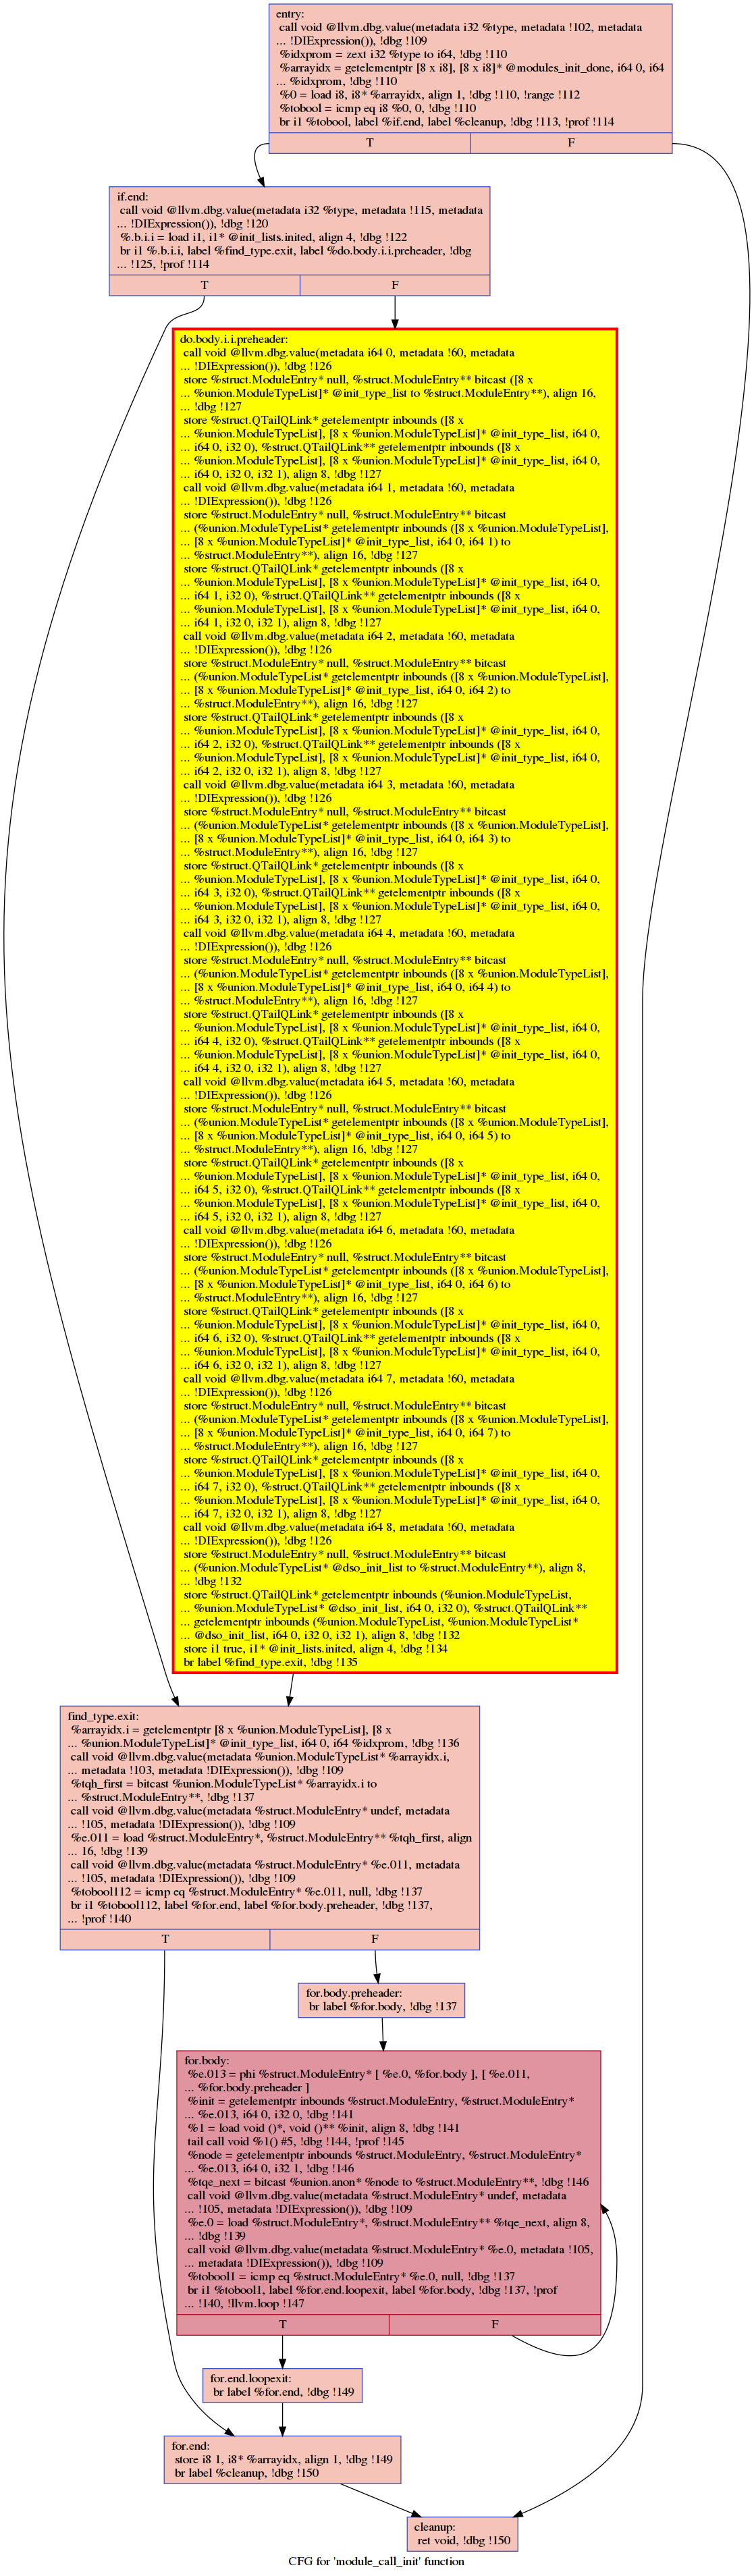 entry:
call void @llvm.dbg.value(metadata i32 %type, metadata !102, metadata
... !DIExpression()), !dbg !109
%idxprom = zext i32 %type to i64, !dbg !110
%arrayidx = getelementptr [8 x i8], [8 x i8]* @modules_init_done, i64 0, i64
... %idxprom, !dbg !110
%0 = load i8, i8* %arrayidx, align 1, !dbg !110, !range !112
%tobool = icmp eq i8 %0, 0, !dbg !110
br i1 %tobool, label %if.end, label %cleanup, !dbg !113, !prof !114
T F
if.end:
call void @llvm.dbg.value(metadata i32 %type, metadata !115, metadata
... !DIExpression()), !dbg !120
%.b.i.i = load i1, i1* @init_lists.inited, align 4, !dbg !122
br i1 %.b.i.i, label %find_type.exit, label %do.body.i.i.preheader, !dbg
... !125, !prof !114
T F
do.body.i.i.preheader:
call void @llvm.dbg.value(metadata i64 0, metadata !60, metadata
... !DIExpression()), !dbg !126
store %struct.ModuleEntry* null, %struct.ModuleEntry** bitcast ([8 x
... %union.ModuleTypeList]* @init_type_list to %struct.ModuleEntry**), align 16,
... !dbg !127
store %struct.QTailQLink* getelementptr inbounds ([8 x
... %union.ModuleTypeList], [8 x %union.ModuleTypeList]* @init_type_list, i64 0,
... i64 0, i32 0), %struct.QTailQLink** getelementptr inbounds ([8 x
... %union.ModuleTypeList], [8 x %union.ModuleTypeList]* @init_type_list, i64 0,
... i64 0, i32 0, i32 1), align 8, !dbg !127
call void @llvm.dbg.value(metadata i64 1, metadata !60, metadata
... !DIExpression()), !dbg !126
store %struct.ModuleEntry* null, %struct.ModuleEntry** bitcast
... (%union.ModuleTypeList* getelementptr inbounds ([8 x %union.ModuleTypeList],
... [8 x %union.ModuleTypeList]* @init_type_list, i64 0, i64 1) to
... %struct.ModuleEntry**), align 16, !dbg !127
store %struct.QTailQLink* getelementptr inbounds ([8 x
... %union.ModuleTypeList], [8 x %union.ModuleTypeList]* @init_type_list, i64 0,
... i64 1, i32 0), %struct.QTailQLink** getelementptr inbounds ([8 x
... %union.ModuleTypeList], [8 x %union.ModuleTypeList]* @init_type_list, i64 0,
... i64 1, i32 0, i32 1), align 8, !dbg !127
call void @llvm.dbg.value(metadata i64 2, metadata !60, metadata
... !DIExpression()), !dbg !126
store %struct.ModuleEntry* null, %struct.ModuleEntry** bitcast
... (%union.ModuleTypeList* getelementptr inbounds ([8 x %union.ModuleTypeList],
... [8 x %union.ModuleTypeList]* @init_type_list, i64 0, i64 2) to
... %struct.ModuleEntry**), align 16, !dbg !127
store %struct.QTailQLink* getelementptr inbounds ([8 x
... %union.ModuleTypeList], [8 x %union.ModuleTypeList]* @init_type_list, i64 0,
... i64 2, i32 0), %struct.QTailQLink** getelementptr inbounds ([8 x
... %union.ModuleTypeList], [8 x %union.ModuleTypeList]* @init_type_list, i64 0,
... i64 2, i32 0, i32 1), align 8, !dbg !127
call void @llvm.dbg.value(metadata i64 3, metadata !60, metadata
... !DIExpression()), !dbg !126
store %struct.ModuleEntry* null, %struct.ModuleEntry** bitcast
... (%union.ModuleTypeList* getelementptr inbounds ([8 x %union.ModuleTypeList],
... [8 x %union.ModuleTypeList]* @init_type_list, i64 0, i64 3) to
... %struct.ModuleEntry**), align 16, !dbg !127
store %struct.QTailQLink* getelementptr inbounds ([8 x
... %union.ModuleTypeList], [8 x %union.ModuleTypeList]* @init_type_list, i64 0,
... i64 3, i32 0), %struct.QTailQLink** getelementptr inbounds ([8 x
... %union.ModuleTypeList], [8 x %union.ModuleTypeList]* @init_type_list, i64 0,
... i64 3, i32 0, i32 1), align 8, !dbg !127
call void @llvm.dbg.value(metadata i64 4, metadata !60, metadata
... !DIExpression()), !dbg !126
store %struct.ModuleEntry* null, %struct.ModuleEntry** bitcast
... (%union.ModuleTypeList* getelementptr inbounds ([8 x %union.ModuleTypeList],
... [8 x %union.ModuleTypeList]* @init_type_list, i64 0, i64 4) to
... %struct.ModuleEntry**), align 16, !dbg !127
store %struct.QTailQLink* getelementptr inbounds ([8 x
... %union.ModuleTypeList], [8 x %union.ModuleTypeList]* @init_type_list, i64 0,
... i64 4, i32 0), %struct.QTailQLink** getelementptr inbounds ([8 x
... %union.ModuleTypeList], [8 x %union.ModuleTypeList]* @init_type_list, i64 0,
... i64 4, i32 0, i32 1), align 8, !dbg !127
call void @llvm.dbg.value(metadata i64 5, metadata !60, metadata
... !DIExpression()), !dbg !126
store %struct.ModuleEntry* null, %struct.ModuleEntry** bitcast
... (%union.ModuleTypeList* getelementptr inbounds ([8 x %union.ModuleTypeList],
... [8 x %union.ModuleTypeList]* @init_type_list, i64 0, i64 5) to
... %struct.ModuleEntry**), align 16, !dbg !127
store %struct.QTailQLink* getelementptr inbounds ([8 x
... %union.ModuleTypeList], [8 x %union.ModuleTypeList]* @init_type_list, i64 0,
... i64 5, i32 0), %struct.QTailQLink** getelementptr inbounds ([8 x
... %union.ModuleTypeList], [8 x %union.ModuleTypeList]* @init_type_list, i64 0,
... i64 5, i32 0, i32 1), align 8, !dbg !127
call void @llvm.dbg.value(metadata i64 6, metadata !60, metadata
... !DIExpression()), !dbg !126
store %struct.ModuleEntry* null, %struct.ModuleEntry** bitcast
... (%union.ModuleTypeList* getelementptr inbounds ([8 x %union.ModuleTypeList],
... [8 x %union.ModuleTypeList]* @init_type_list, i64 0, i64 6) to
... %struct.ModuleEntry**), align 16, !dbg !127
store %struct.QTailQLink* getelementptr inbounds ([8 x
... %union.ModuleTypeList], [8 x %union.ModuleTypeList]* @init_type_list, i64 0,
... i64 6, i32 0), %struct.QTailQLink** getelementptr inbounds ([8 x
... %union.ModuleTypeList], [8 x %union.ModuleTypeList]* @init_type_list, i64 0,
... i64 6, i32 0, i32 1), align 8, !dbg !127
call void @llvm.dbg.value(metadata i64 7, metadata !60, metadata
... !DIExpression()), !dbg !126
store %struct.ModuleEntry* null, %struct.ModuleEntry** bitcast
... (%union.ModuleTypeList* getelementptr inbounds ([8 x %union.ModuleTypeList],
... [8 x %union.ModuleTypeList]* @init_type_list, i64 0, i64 7) to
... %struct.ModuleEntry**), align 16, !dbg !127
store %struct.QTailQLink* getelementptr inbounds ([8 x
... %union.ModuleTypeList], [8 x %union.ModuleTypeList]* @init_type_list, i64 0,
... i64 7, i32 0), %struct.QTailQLink** getelementptr inbounds ([8 x
... %union.ModuleTypeList], [8 x %union.ModuleTypeList]* @init_type_list, i64 0,
... i64 7, i32 0, i32 1), align 8, !dbg !127
call void @llvm.dbg.value(metadata i64 8, metadata !60, metadata
... !DIExpression()), !dbg !126
store %struct.ModuleEntry* null, %struct.ModuleEntry** bitcast
... (%union.ModuleTypeList* @dso_init_list to %struct.ModuleEntry**), align 8,
... !dbg !132
store %struct.QTailQLink* getelementptr inbounds (%union.ModuleTypeList,
... %union.ModuleTypeList* @dso_init_list, i64 0, i32 0), %struct.QTailQLink**
... getelementptr inbounds (%union.ModuleTypeList, %union.ModuleTypeList*
... @dso_init_list, i64 0, i32 0, i32 1), align 8, !dbg !132
store i1 true, i1* @init_lists.inited, align 4, !dbg !134
br label %find_type.exit, !dbg !135
find_type.exit:
%arrayidx.i = getelementptr [8 x %union.ModuleTypeList], [8 x
... %union.ModuleTypeList]* @init_type_list, i64 0, i64 %idxprom, !dbg !136
call void @llvm.dbg.value(metadata %union.ModuleTypeList* %arrayidx.i,
... metadata !103, metadata !DIExpression()), !dbg !109
%tqh_first = bitcast %union.ModuleTypeList* %arrayidx.i to
... %struct.ModuleEntry**, !dbg !137
call void @llvm.dbg.value(metadata %struct.ModuleEntry* undef, metadata
... !105, metadata !DIExpression()), !dbg !109
%e.011 = load %struct.ModuleEntry*, %struct.ModuleEntry** %tqh_first, align
... 16, !dbg !139
call void @llvm.dbg.value(metadata %struct.ModuleEntry* %e.011, metadata
... !105, metadata !DIExpression()), !dbg !109
%tobool112 = icmp eq %struct.ModuleEntry* %e.011, null, !dbg !137
br i1 %tobool112, label %for.end, label %for.body.preheader, !dbg !137,
... !prof !140
T F
for.body.preheader:
br label %for.body, !dbg !137
for.body:
%e.013 = phi %struct.ModuleEntry* [ %e.0, %for.body ], [ %e.011,
... %for.body.preheader ]
%init = getelementptr inbounds %struct.ModuleEntry, %struct.ModuleEntry*
... %e.013, i64 0, i32 0, !dbg !141
%1 = load void ()*, void ()** %init, align 8, !dbg !141
tail call void %1() #5, !dbg !144, !prof !145
%node = getelementptr inbounds %struct.ModuleEntry, %struct.ModuleEntry*
... %e.013, i64 0, i32 1, !dbg !146
%tqe_next = bitcast %union.anon* %node to %struct.ModuleEntry**, !dbg !146
call void @llvm.dbg.value(metadata %struct.ModuleEntry* undef, metadata
... !105, metadata !DIExpression()), !dbg !109
%e.0 = load %struct.ModuleEntry*, %struct.ModuleEntry** %tqe_next, align 8,
... !dbg !139
call void @llvm.dbg.value(metadata %struct.ModuleEntry* %e.0, metadata !105,
... metadata !DIExpression()), !dbg !109
%tobool1 = icmp eq %struct.ModuleEntry* %e.0, null, !dbg !137
br i1 %tobool1, label %for.end.loopexit, label %for.body, !dbg !137, !prof
... !140, !llvm.loop !147
T F
for.end.loopexit:
br label %for.end, !dbg !149
for.end:
store i8 1, i8* %arrayidx, align 1, !dbg !149
br label %cleanup, !dbg !150
cleanup:
ret void, !dbg !150
CFG for 'module_call_init' function